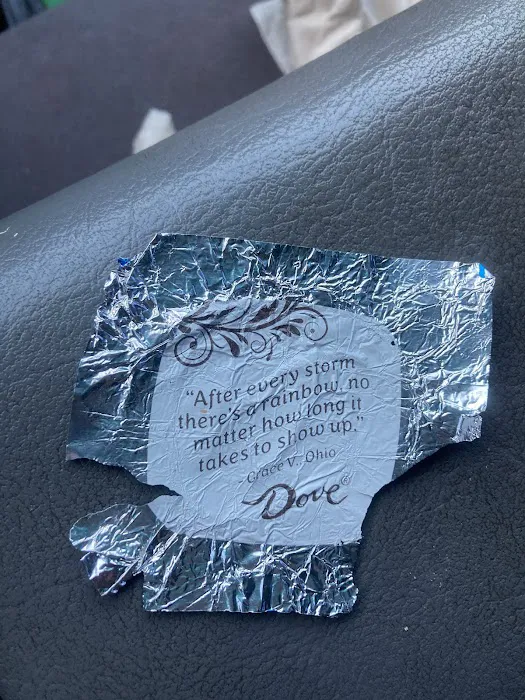 “After every storm
there's a rainbow, no
matter how long it
takes to show up.”
- Grace V., Ohio
Dove®